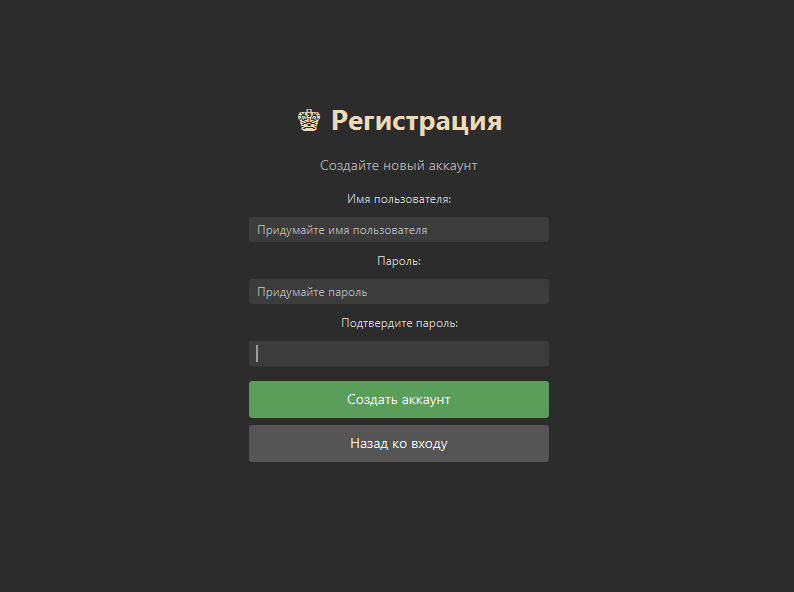 Регистрация
Создайте новый аккаунт
Имя пользователя:
Придумайте имя пользователя
Пароль:
Придумайте пароль
Подтвердите пароль:
Создать аккаунт
Назад ко входу